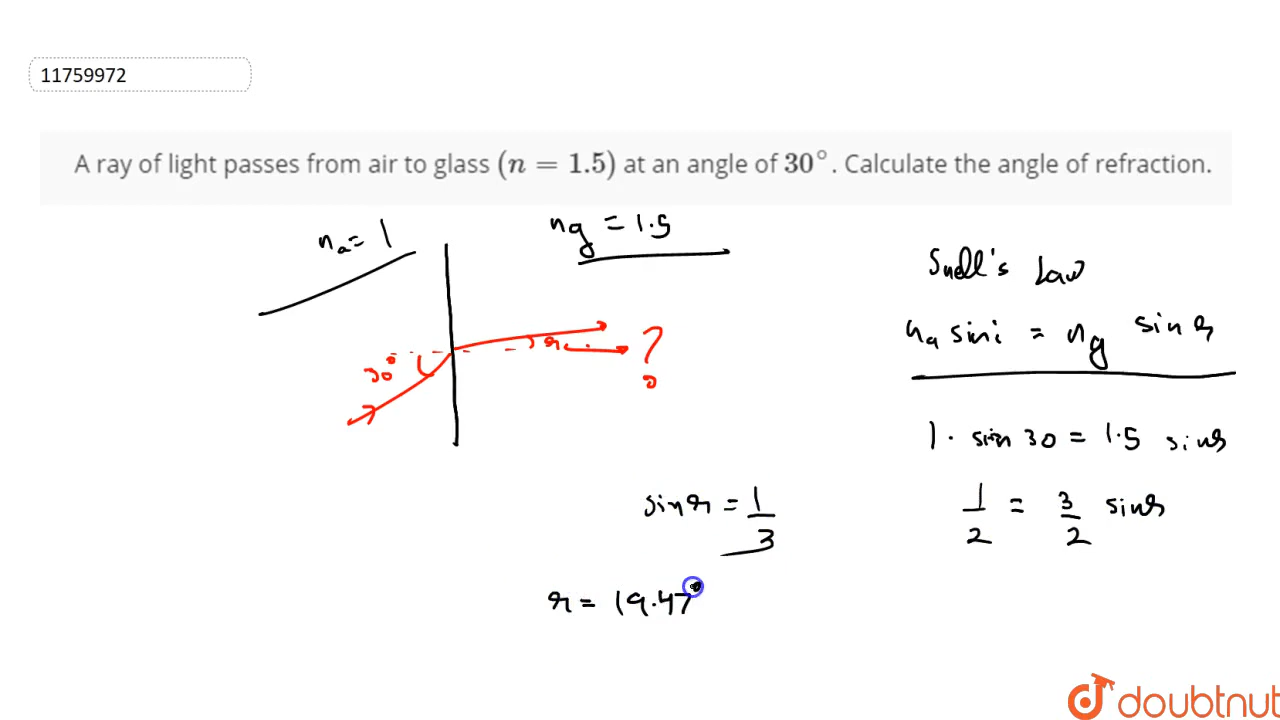 11759972
A ray of light passes from air to glass (n = 1.5) at an angle of 30°. Calculate the angle of refraction.
nₐ = 1
ng = 1.5
Snell's Law
nₐ sin i = ng sin r
30°
r
?
1. sin 30 = 1.5 sin r
sin r = 1/3
1/2 = 3/2 sin r
r = 19.47°
doubtnut